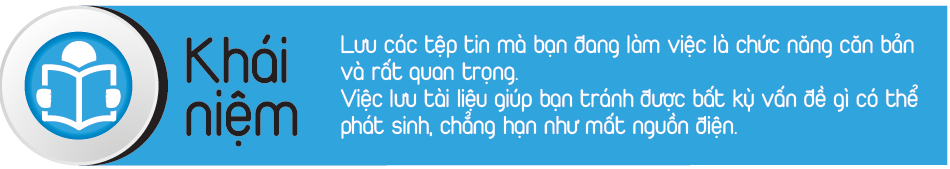 Khái
niệm
Lưu các tệp tin mà bạn đang làm việc là chức năng căn bản
và rất quan trọng.
Việc lưu tài liệu giúp bạn tránh được bất kỳ vấn đề gì có thể
phát sinh, chẳng hạn như mất nguồn điện.